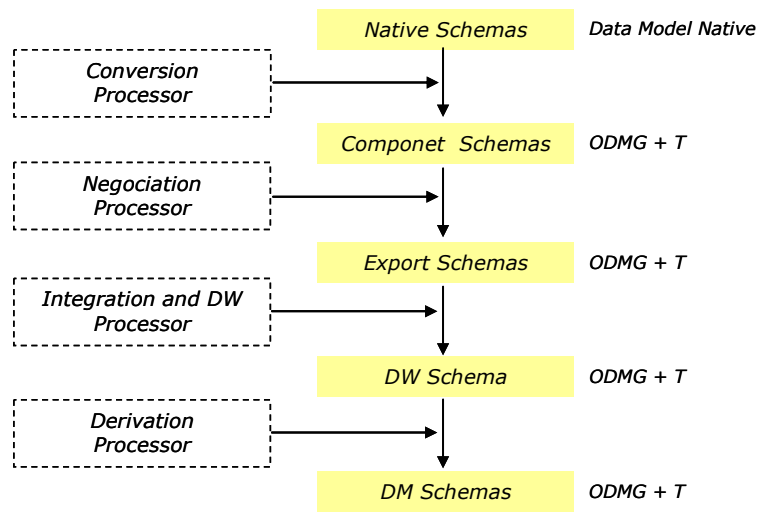 Native Schemas
Data Model Native
Conversion
Processor
Componet Schemas
ODMG + T
Negociation
Processor
Export Schemas
ODMG + T
Integration and DW
Processor
DW Schema
ODMG + T
Derivation
Processor
DM Schemas
ODMG + T